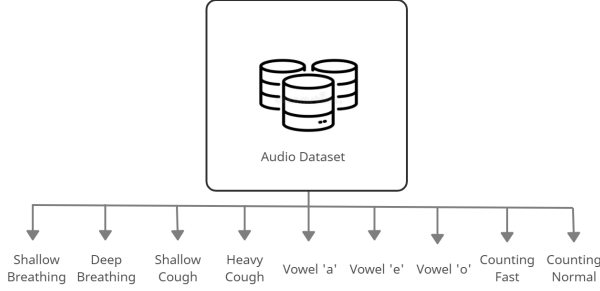 Audio Dataset
Shallow
Breathing
Deep
Breathing
Shallow
Cough
Heavy
Cough
Vowel 'a'
Vowel 'e'
Vowel 'o'
Counting
Fast
Counting
Normal